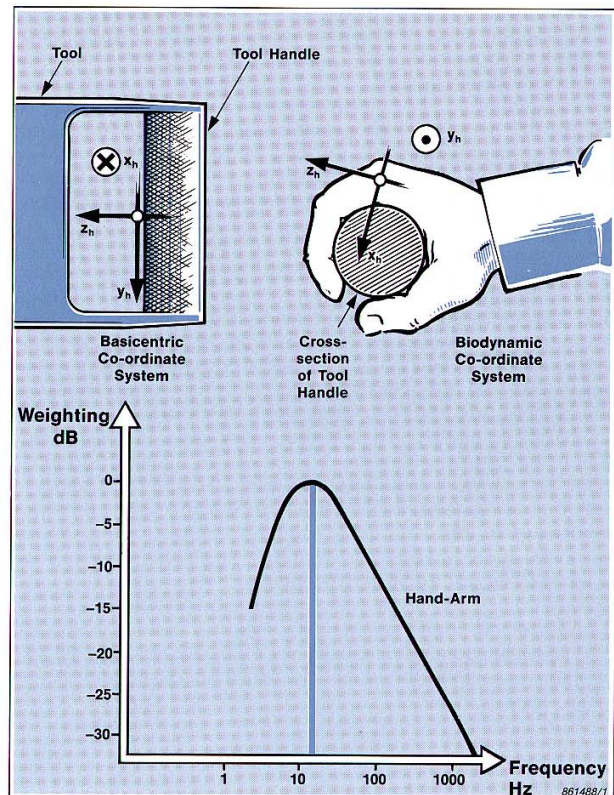 Tool
Tool Handle
xh
zh
yh
yh
zh
xh
Basicentric
Co-ordinate
System
Cross-
section
of Tool
Handle
Biodynamic
Co-ordinate
System
Weighting
dB
0
–5
–10
–15
–20
–25
–30
Hand-Arm
1
10
100
1000
Frequency
Hz
861488/1